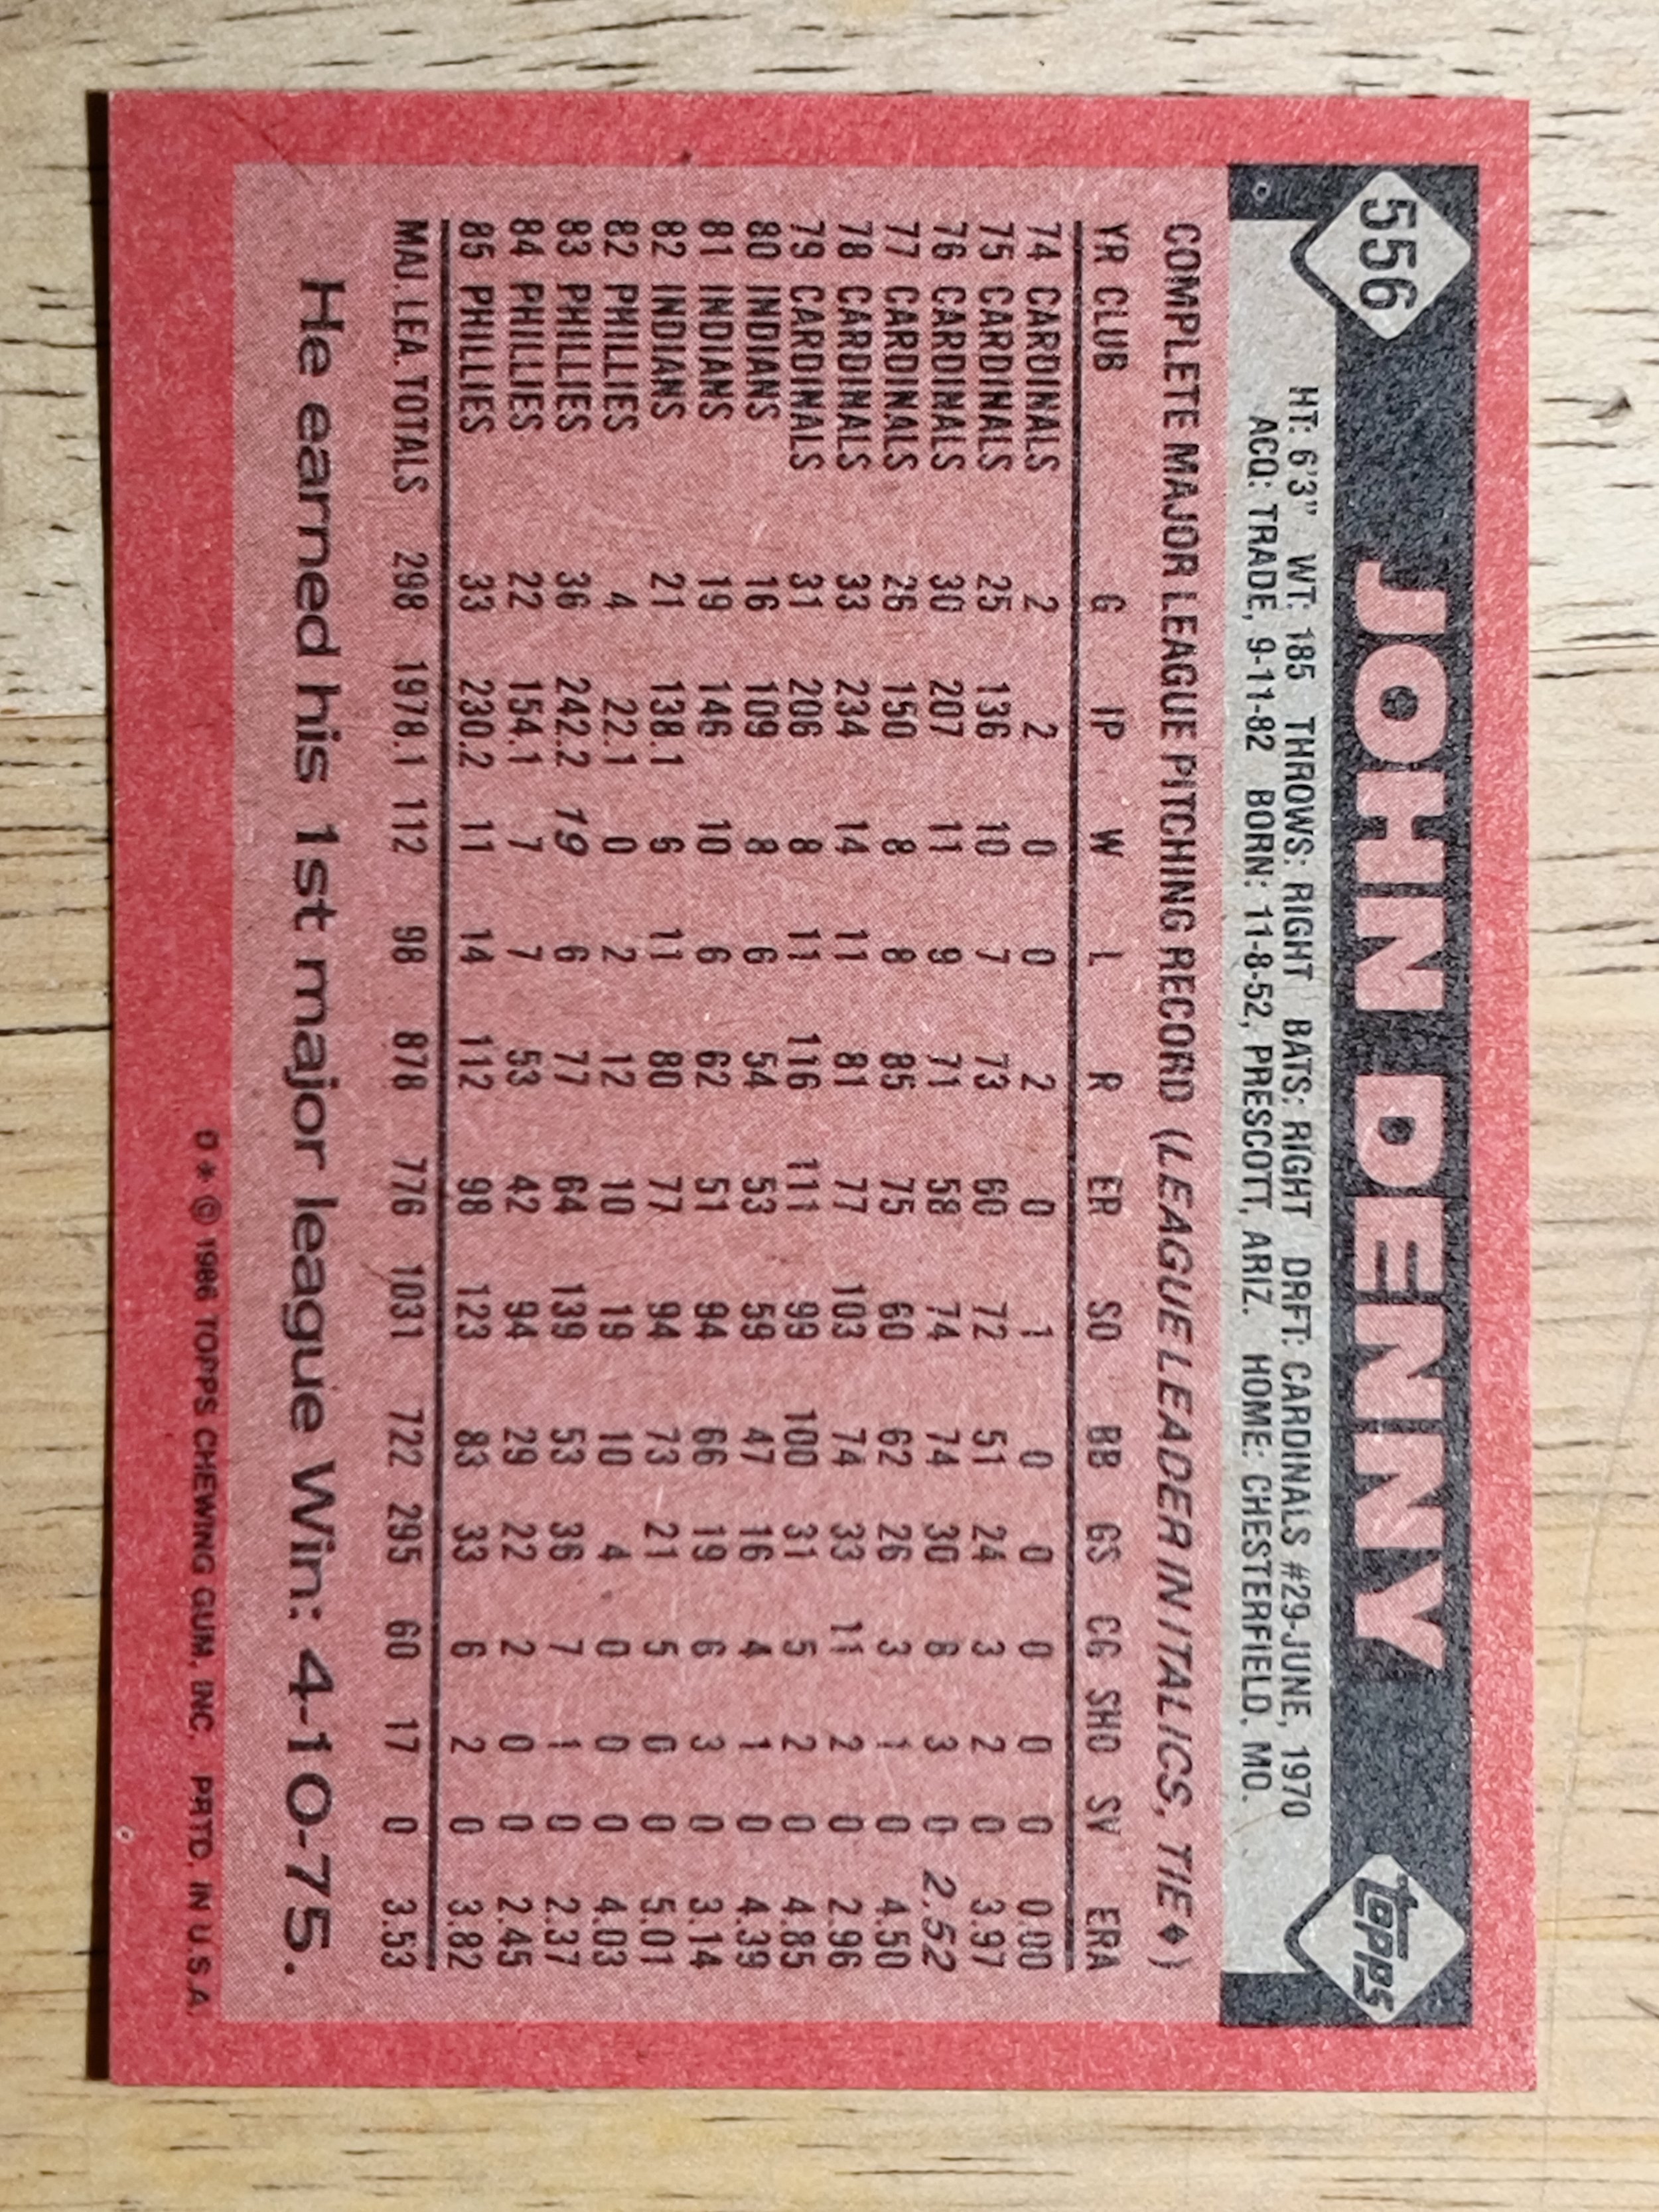 556 JOHN DENNY topps
HT: 6'3" WT: 185 THROWS: RIGHT BATS: RIGHT DRFT: CARDINALS #29-JUNE, 1970
ACQ: TRADE, 9-11-82 BORN: 11-8-52, PRESCOTT, ARIZ. HOME: CHESTERFIELD, MO.
COMPLETE MAJOR LEAGUE PITCHING RECORD (LEAGUE LEADER IN ITALICS, TIE♦)
YR CLUB G IP W L R ER SO BB GS CG SHO SV ERA
74 CARDINALS 2 2 0 0 2 0 1 0 0 0 0 0 0.00
75 CARDINALS 25 136 10 7 73 60 72 51 24 3 2 0 3.97
76 CARDINALS 30 207 11 9 71 58 74 74 30 8 3 0 2.52
77 CARDINALS 26 150 8 8 85 75 60 62 26 3 1 0 4.50
78 CARDINALS 33 234 14 11 81 77 103 74 33 11 2 0 2.96
79 CARDINALS 31 206 8 11 116 111 99 100 31 5 2 0 4.85
80 INDIANS 16 109 8 6 54 53 59 47 16 4 1 0 4.39
81 INDIANS 19 146 10 6 62 51 94 66 19 6 3 0 3.14
82 INDIANS 21 138.1 6 11 80 77 94 73 21 5 0 0 5.01
82 PHILLIES 4 22.1 0 2 12 10 19 10 4 0 0 0 4.03
83 PHILLIES 36 242.2 19 6 77 64 139 53 36 7 1 0 2.37
84 PHILLIES 22 154.1 7 7 53 42 94 29 22 2 0 0 2.45
85 PHILLIES 33 230.2 11 14 112 98 123 83 33 6 2 0 3.82
MAJ. LEA. TOTALS 298 1978.1 112 98 878 776 1031 722 295 60 17 0 3.53
He earned his 1st major league Win: 4-10-75.
D * © 1986 TOPPS CHEWING GUM, INC. PRTD. IN U.S.A.